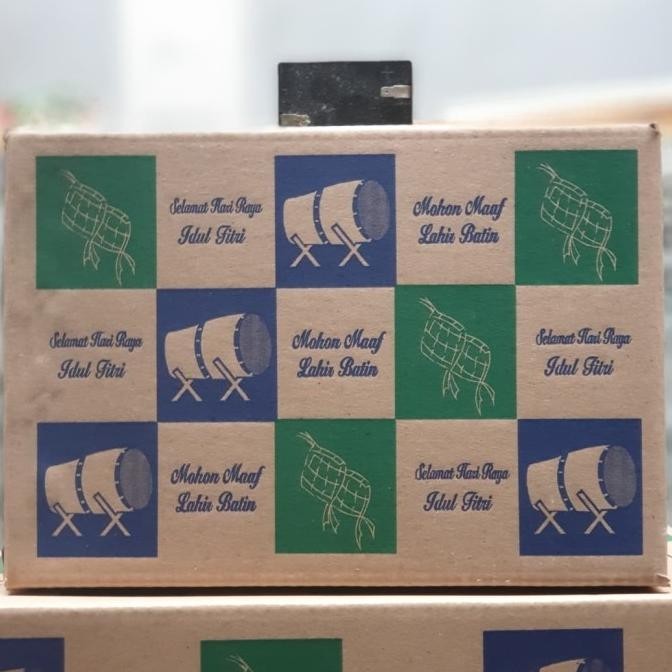 Selamat Hari Raya
Idul Fitri
Mohon Maaf
Lahir Batin
Selamat Hari Raya
Idul Fitri
Mohon Maaf
Lahir Batin
Selamat Hari Raya
Idul Fitri
Mohon Maaf
Lahir Batin
Selamat Hari Raya
Idul Fitri